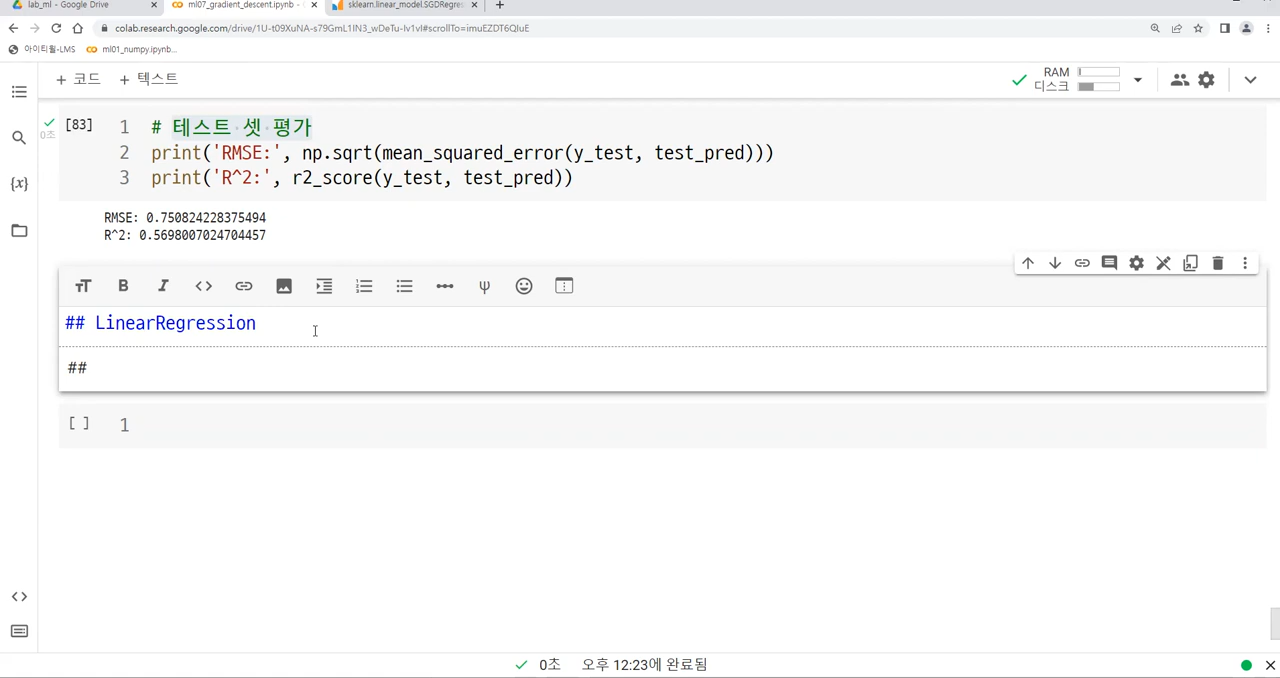 lab_ml - Google Drive
ml07_gradient_descent.ipynb -
sklearn.linear_model.SGDRegre
colab.research.google.com/drive/1U-t09XuNA-s79GmL1IN3_wDeTu-Iv1vI#scrollTo=imuEZDT6QIuE
아이티윌-LMS
ml01_numpy.ipynb...
+ 코드 + 텍스트
RAM
디스크
[83]
0초
1 # 테스트 셋 평가
2 print('RMSE:', np.sqrt(mean_squared_error(y_test, test_pred)))
3 print('R^2:', r2_score(y_test, test_pred))
RMSE: 0.750824228375494
R^2: 0.5698007024704457
## LinearRegression
##
[ ] 1
0초 오후 12:23에 완료됨